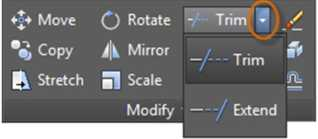 Move Rotate Trim
Copy Mirror Trim
Stretch Scale
Modify Extend